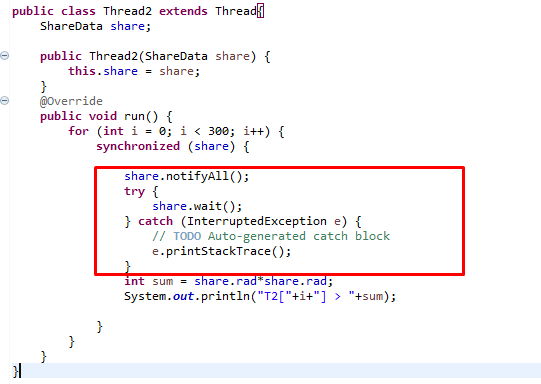 public class Thread2 extends Thread{
    ShareData share;

    public Thread2(ShareData share) {
        this.share = share;
    }
    @Override
    public void run() {
        for (int i = 0; i < 300; i++) {
            synchronized (share) {

                share.notifyAll();
                try {
                    share.wait();
                } catch (InterruptedException e) {
                    // TODO Auto-generated catch block
                    e.printStackTrace();
                }
                int sum = share.rad*share.rad;
                System.out.println("T2["+i+"] > "+sum);

            }
        }
    }
}